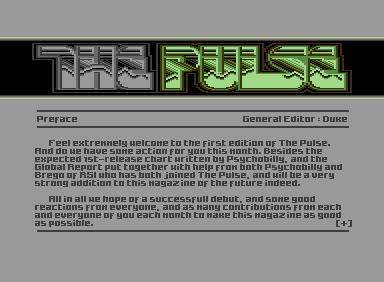 THE PULSE
Preface General Editor : Duke
Feel extremnely welcome to the first edition of The Pulse.
And do we have some action for you this month. Besides the
expected 1st-release chart written by Psychobilly, and the
Global Report put together with help from both Psychobilly and
Brego of RSI who has both joined The Pulse, and will be a very
strong addition to this magazine of the future indeed.
All in all we hope of a successfull debut, and some good
reactions from everyone, and as many contributions from each
and everyone of you each month to make this magazine as good
as possible. [+]